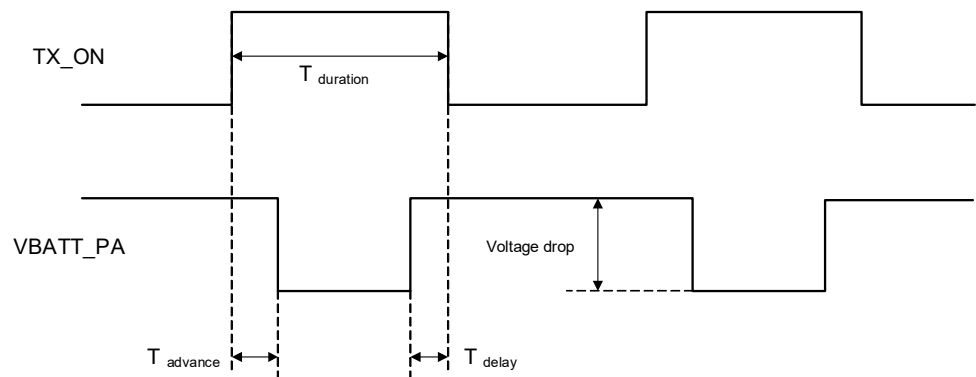 TX_ON
T duration
VBATT_PA
Voltage drop
T advance
T delay